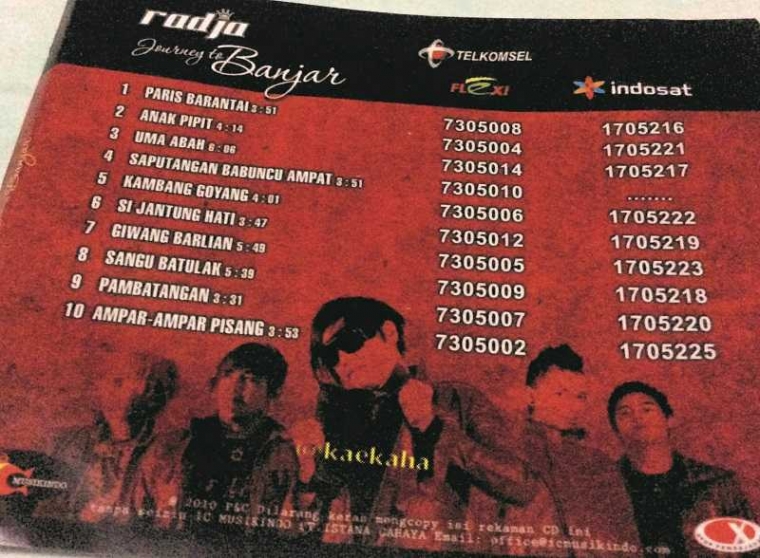 radja
Journey to Banjar
TELKOMSEL
FLEXI
indosat
1 PARIS BARANTAI 3:51 7305008 1705216
2 ANAK PIPIT 4:14 7305004 1705221
3 UMA ABAH 6:06 7305014 1705217
4 SAPUTANGAN BABUNCU AMPAT 3:51 7305010 .......
5 KAMBANG GOYANG 4:01 7305006 1705222
6 SI JANTUNG HATI 3:47 7305012 1705219
7 GIWANG BARLIAN 5:49 7305005 1705223
8 SANGU BATULAK 5:39 7305009 1705218
9 PAMBATANGAN 3:31 7305007 1705220
10 AMPAR-AMPAR PISANG 3:53 7305002 1705225
@kaekaha
MUSIKINDO
© 2010 P&C Dilarang keras mengcopy isi rekaman CD ini
tanpa seizin IC MUSIKINDO PT ISTANA CAHAYA Email: office@icmusikindo.com